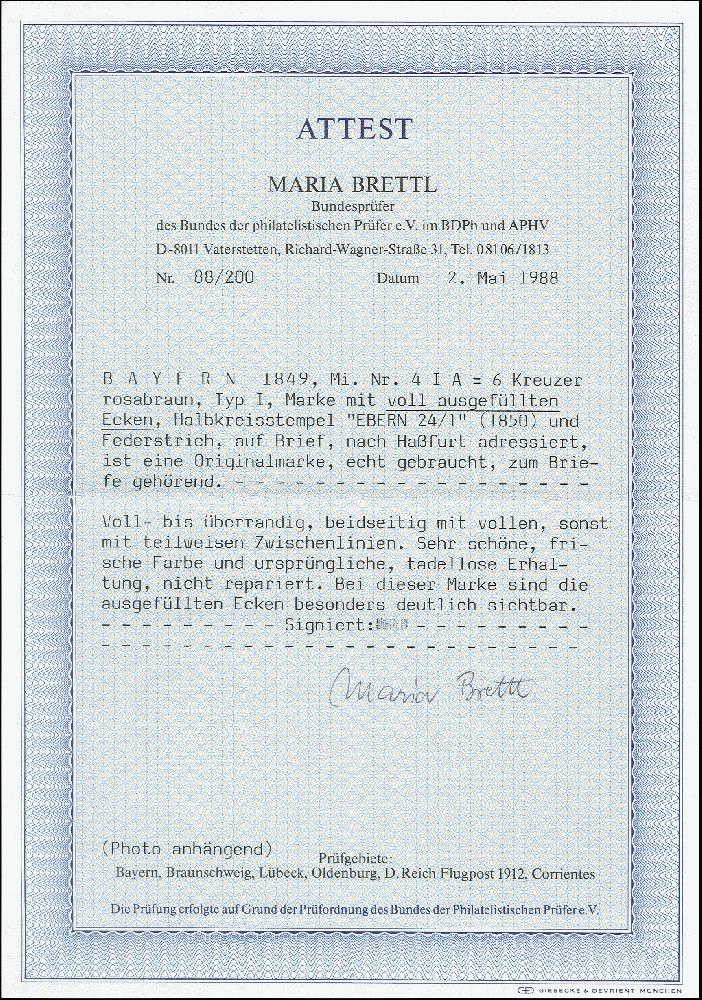 ATTEST
MARIA BRETTL
Bundesprüfer
des Bundes der philatelistischen Prüfer e.V. im BDPh und APHV
D-8011 Vaterstetten, Richard-Wagner-Straße 31, Tel. 08106/1813
Nr. 88/200 Datum 2. Mai 1988
B A Y E R N 1849, Mi. Nr. 4 I A = 6 Kreuzer
rosabraun, Typ I, Marke mit voll ausgefüllten
Ecken, Halbkreisstempel "EBERN 24/1" (1850) und
Federstrich, auf Brief, nach Haßfurt adressiert,
ist eine Originalmarke, echt gebraucht, zum Brie-
fe gehörend. - - - - - - - - - - - - - - - - - -
Voll- bis überrandig, beidseitig mit vollen, sonst
mit teilweisen Zwischenlinien. Sehr schöne, fri-
sche Farbe und ursprüngliche, tadellose Erhal-
tung, nicht repariert. Bei dieser Marke sind die
ausgefüllten Ecken besonders deutlich sichtbar.
- - - - - - - - - Signiert: - - - - - - - - -
- - - - - - - - - - - - - - - - - - - - - - - -
Maria Brettl
(Photo anhängend)
Prüfgebiete:
Bayern, Braunschweig, Lübeck, Oldenburg, D. Reich Flugpost 1912, Corrientes
Die Prüfung erfolgte auf Grund der Prüfordnung des Bundes der Philatelistischen Prüfer e.V.
GIESECKE & DEVRIENT MÜNCHEN